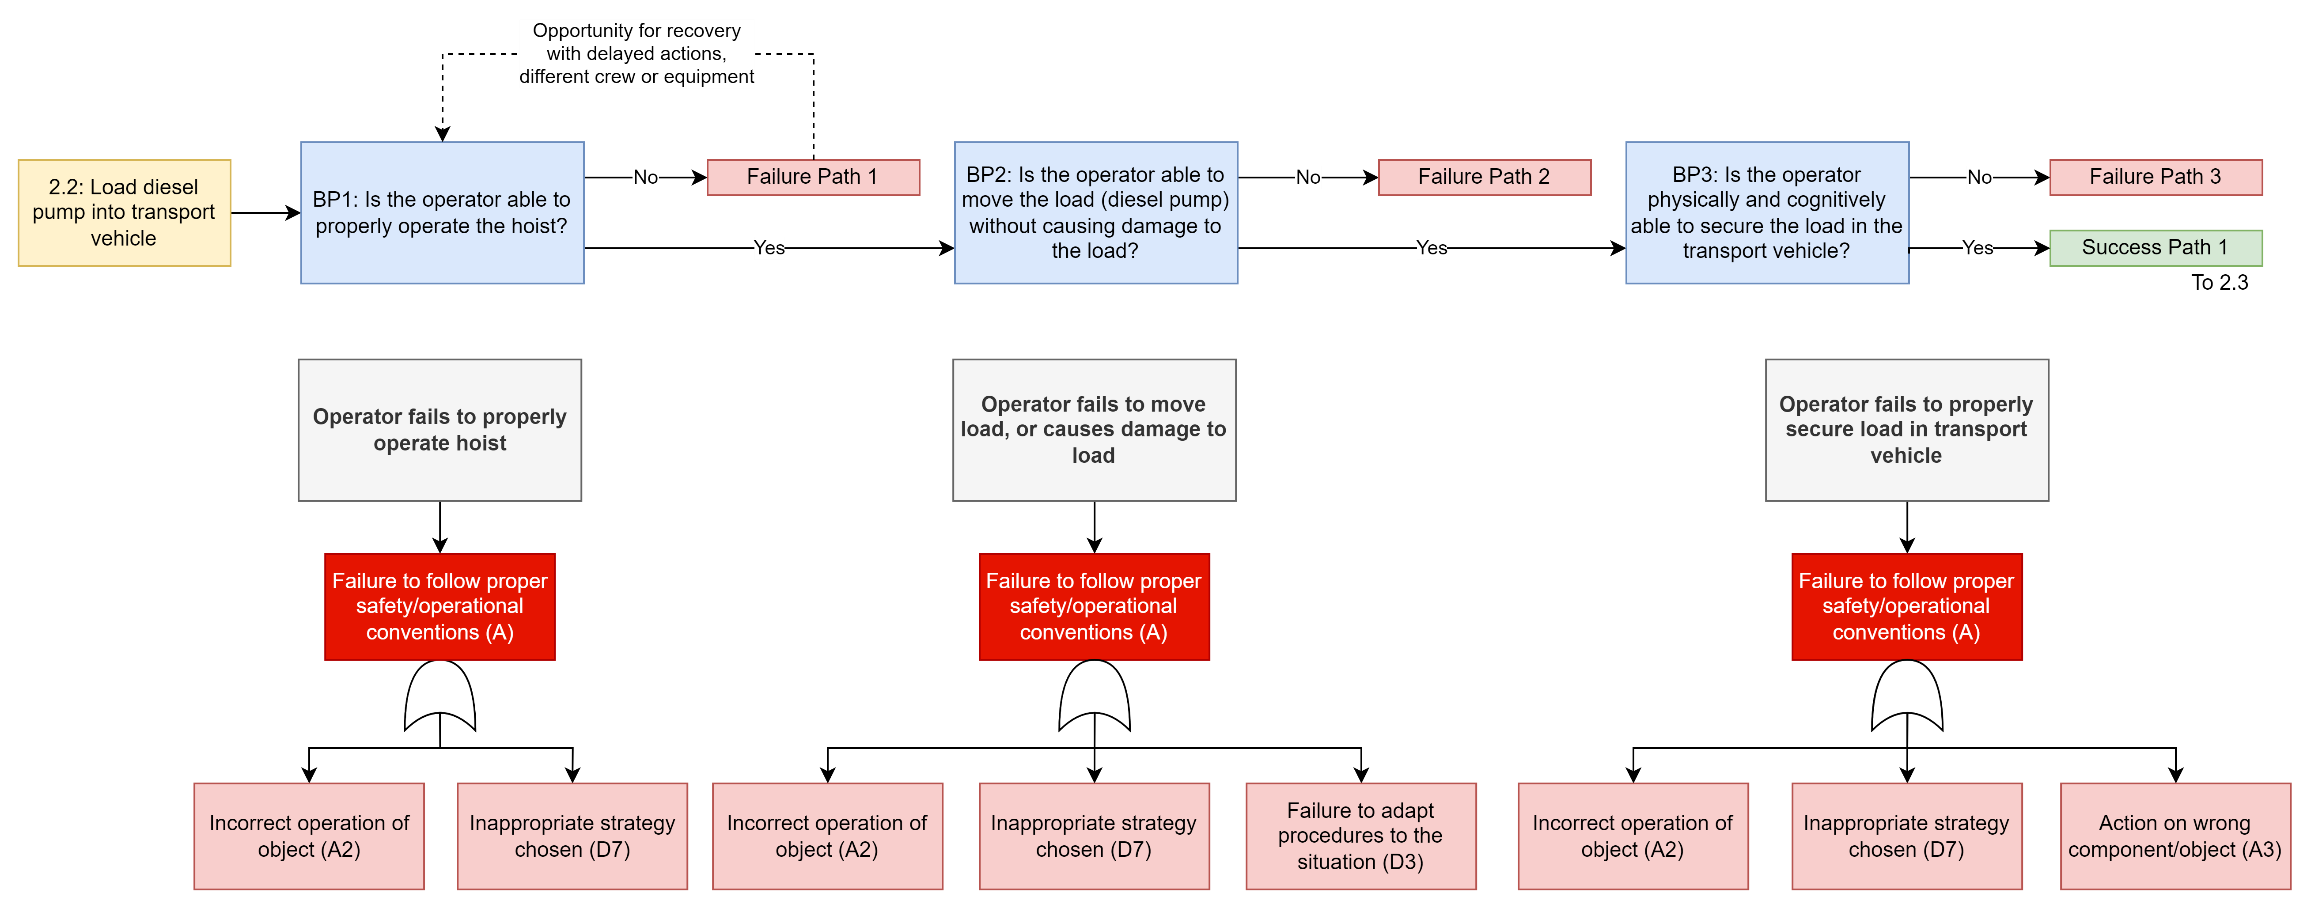 Opportunity for recovery
with delayed actions,
different crew or equipment
2.2: Load diesel
pump into transport
vehicle
BP1: Is the operator able to
properly operate the hoist?
No
Failure Path 1
Yes
BP2: Is the operator able to
move the load (diesel pump)
without causing damage to
the load?
No
Failure Path 2
Yes
BP3: Is the operator
physically and cognitively
able to secure the load in the
transport vehicle?
No
Failure Path 3
Yes
Success Path 1
To 2.3
Operator fails to properly
operate hoist
Operator fails to move
load, or causes damage to
load
Operator fails to properly
secure load in transport
vehicle
Failure to follow proper
safety/operational
conventions (A)
Failure to follow proper
safety/operational
conventions (A)
Failure to follow proper
safety/operational
conventions (A)
Incorrect operation of
object (A2)
Inappropriate strategy
chosen (D7)
Incorrect operation of
object (A2)
Inappropriate strategy
chosen (D7)
Failure to adapt
procedures to the
situation (D3)
Incorrect operation of
object (A2)
Inappropriate strategy
chosen (D7)
Action on wrong
component/object (A3)